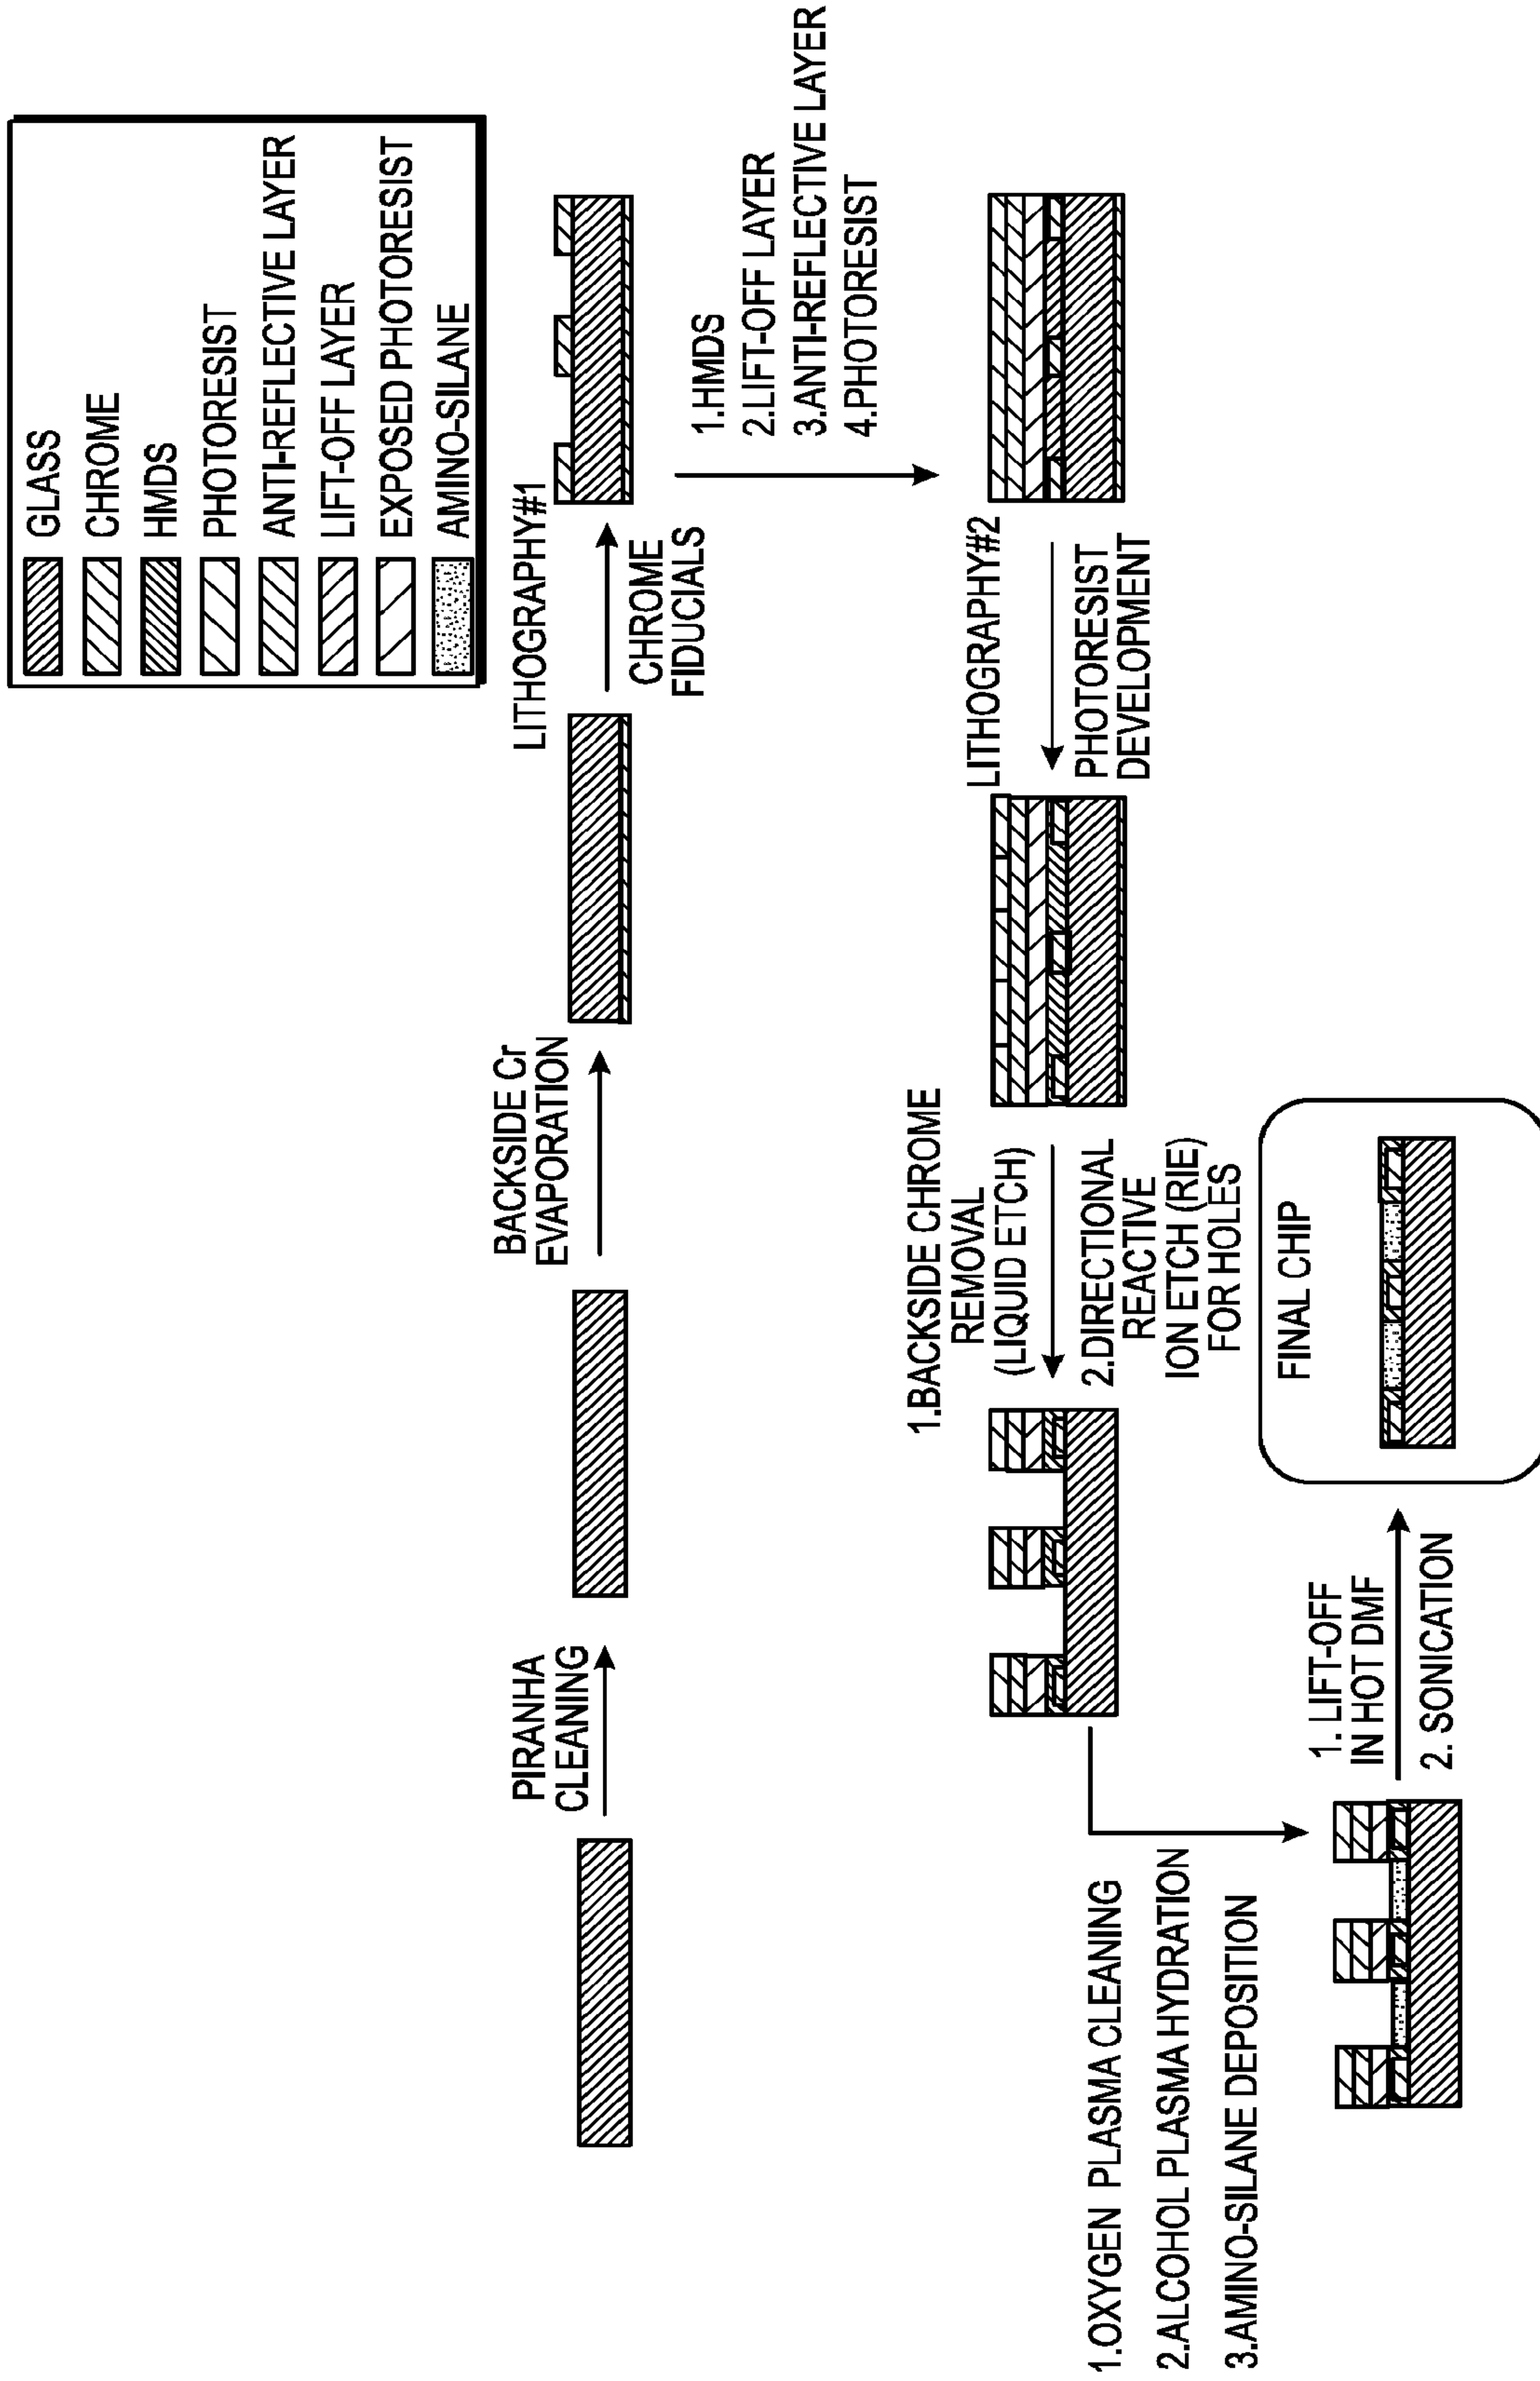 GLASS
CHROME
HMDS
PHOTORESIST
ANTI-REFLECTIVE LAYER
LIFT-OFF LAYER
EXPOSED PHOTORESIST
AMINO-SILANE
PIRANHA
CLEANING
BACKSIDE Cr
EVAPORATION
LITHOGRAPHY#1
CHROME
FIDUCIALS
1.HMDS
2.LIFT-OFF LAYER
3.ANTI-REFLECTIVE LAYER
4.PHOTORESIST
LITHOGRAPHY#2
PHOTORESIST
DEVELOPMENT
1.BACKSIDE CHROME
REMOVAL
(LIQUID ETCH)
2.DIRECTIONAL
REACTIVE
ION ETCH (RIE)
FOR HOLES
1.OXYGEN PLASMA CLEANING
2.ALCOHOL PLASMA HYDRATION
3.AMINO-SILANE DEPOSITION
1. LIFT-OFF
IN HOT DMF
2. SONICATION
FINAL CHIP